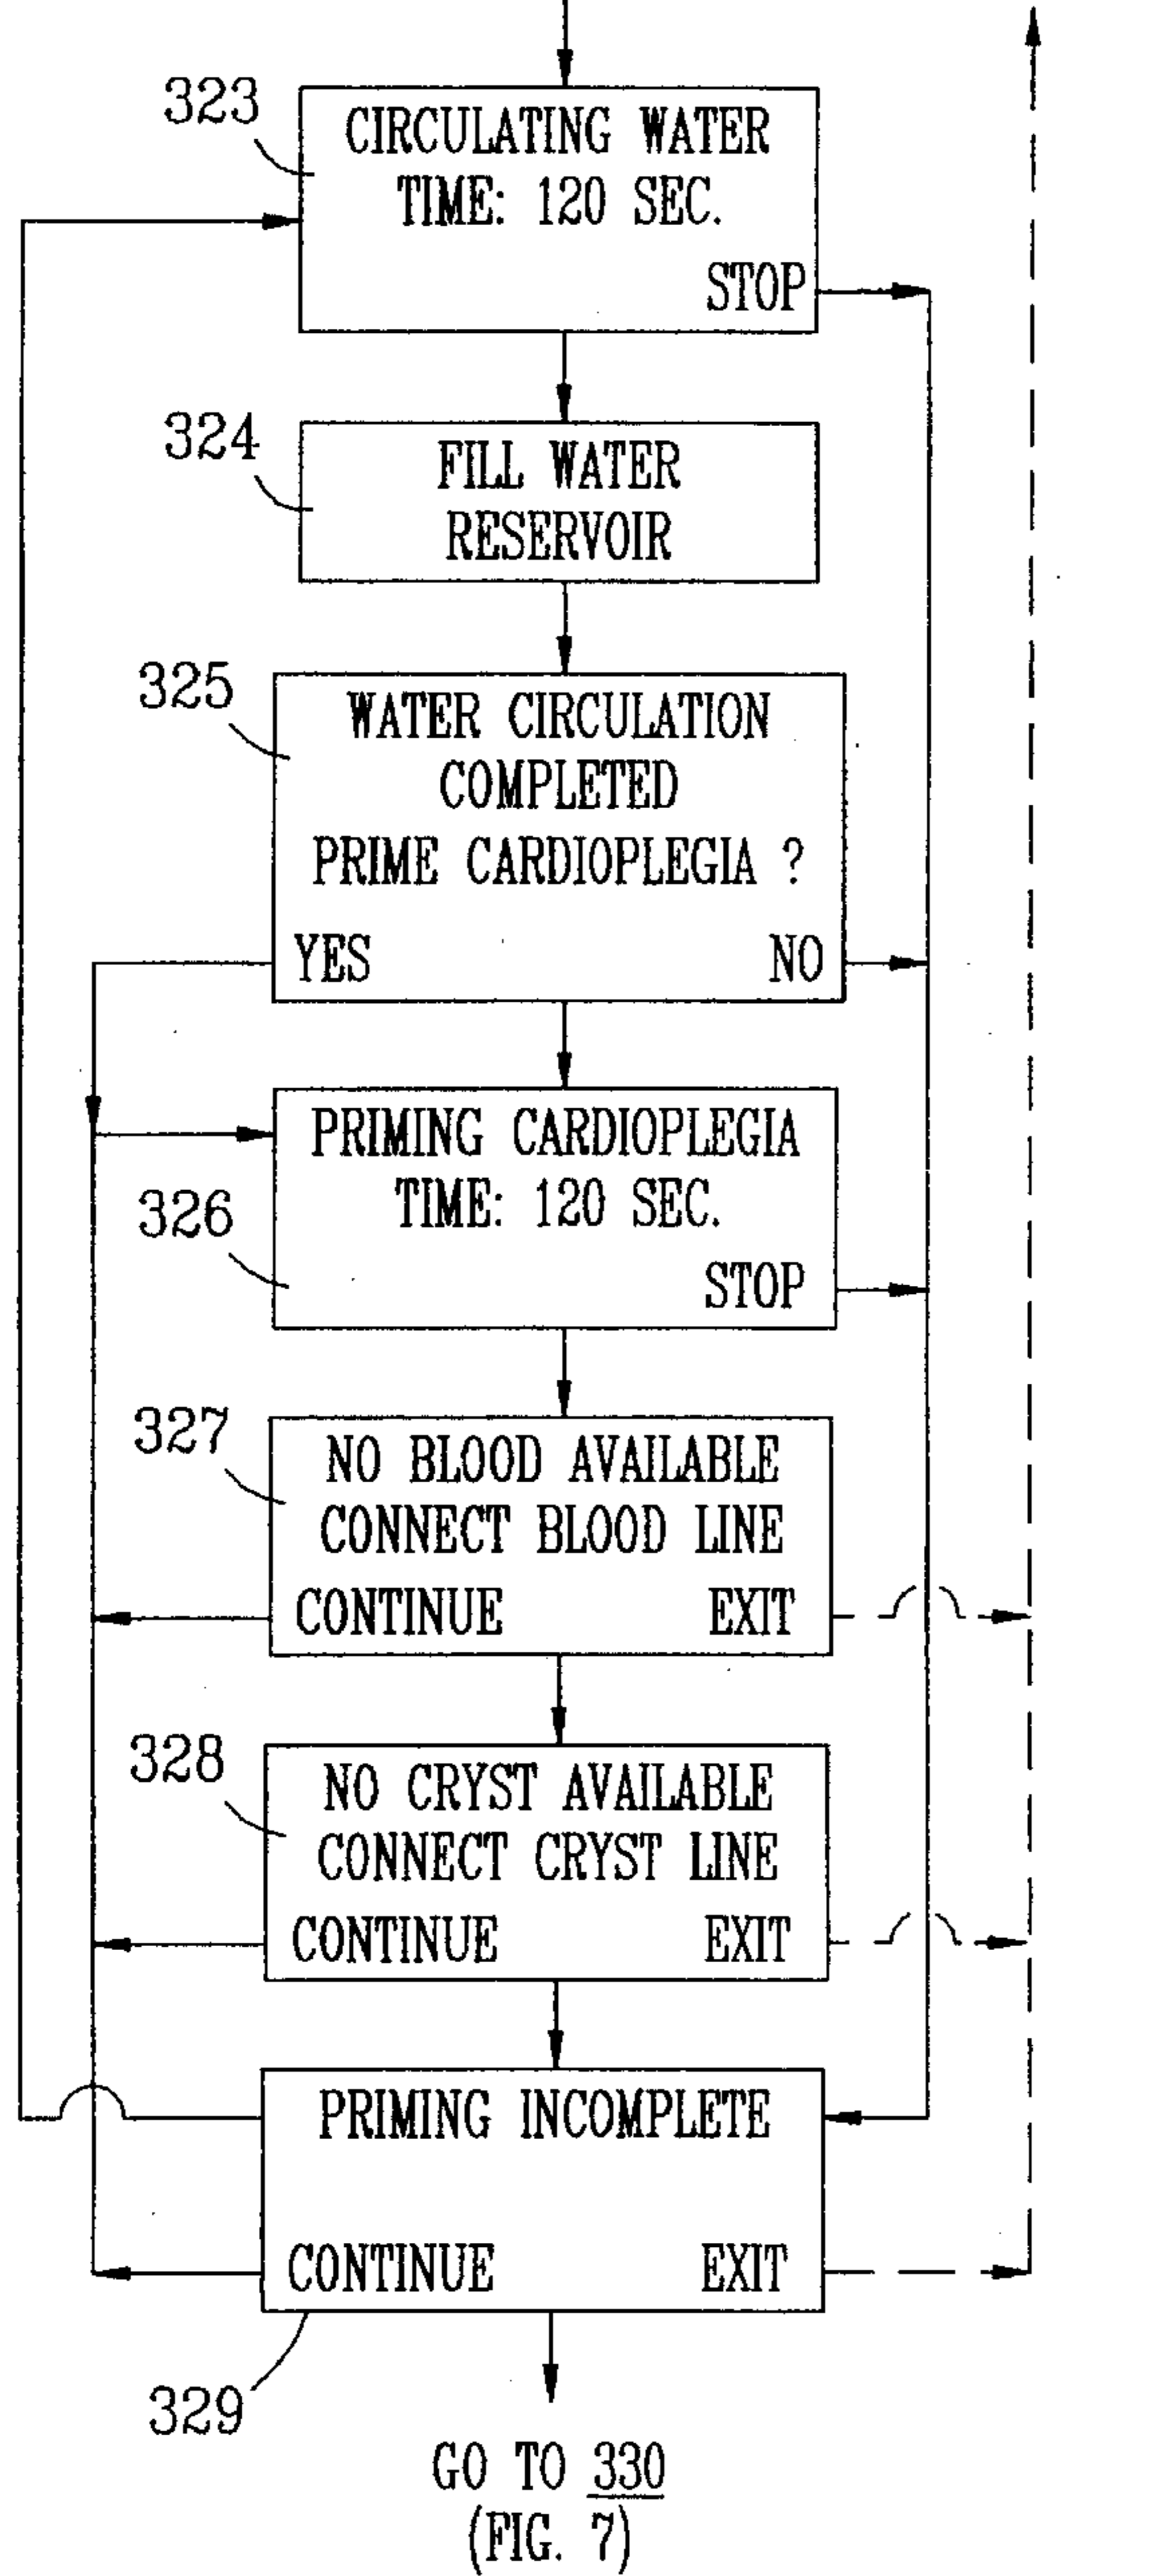 323
CIRCULATING WATER
TIME: 120 SEC.
STOP
324
FILL WATER
RESERVOIR
325
WATER CIRCULATION
COMPLETED
PRIME CARDIOPLEGIA ?
YES NO
PRIMING CARDIOPLEGIA
TIME: 120 SEC.
326
STOP
327
NO BLOOD AVAILABLE
CONNECT BLOOD LINE
CONTINUE EXIT
328
NO CRYST AVAILABLE
CONNECT CRYST LINE
CONTINUE EXIT
PRIMING INCOMPLETE
CONTINUE EXIT
329
GO TO 330
(FIG. 7)